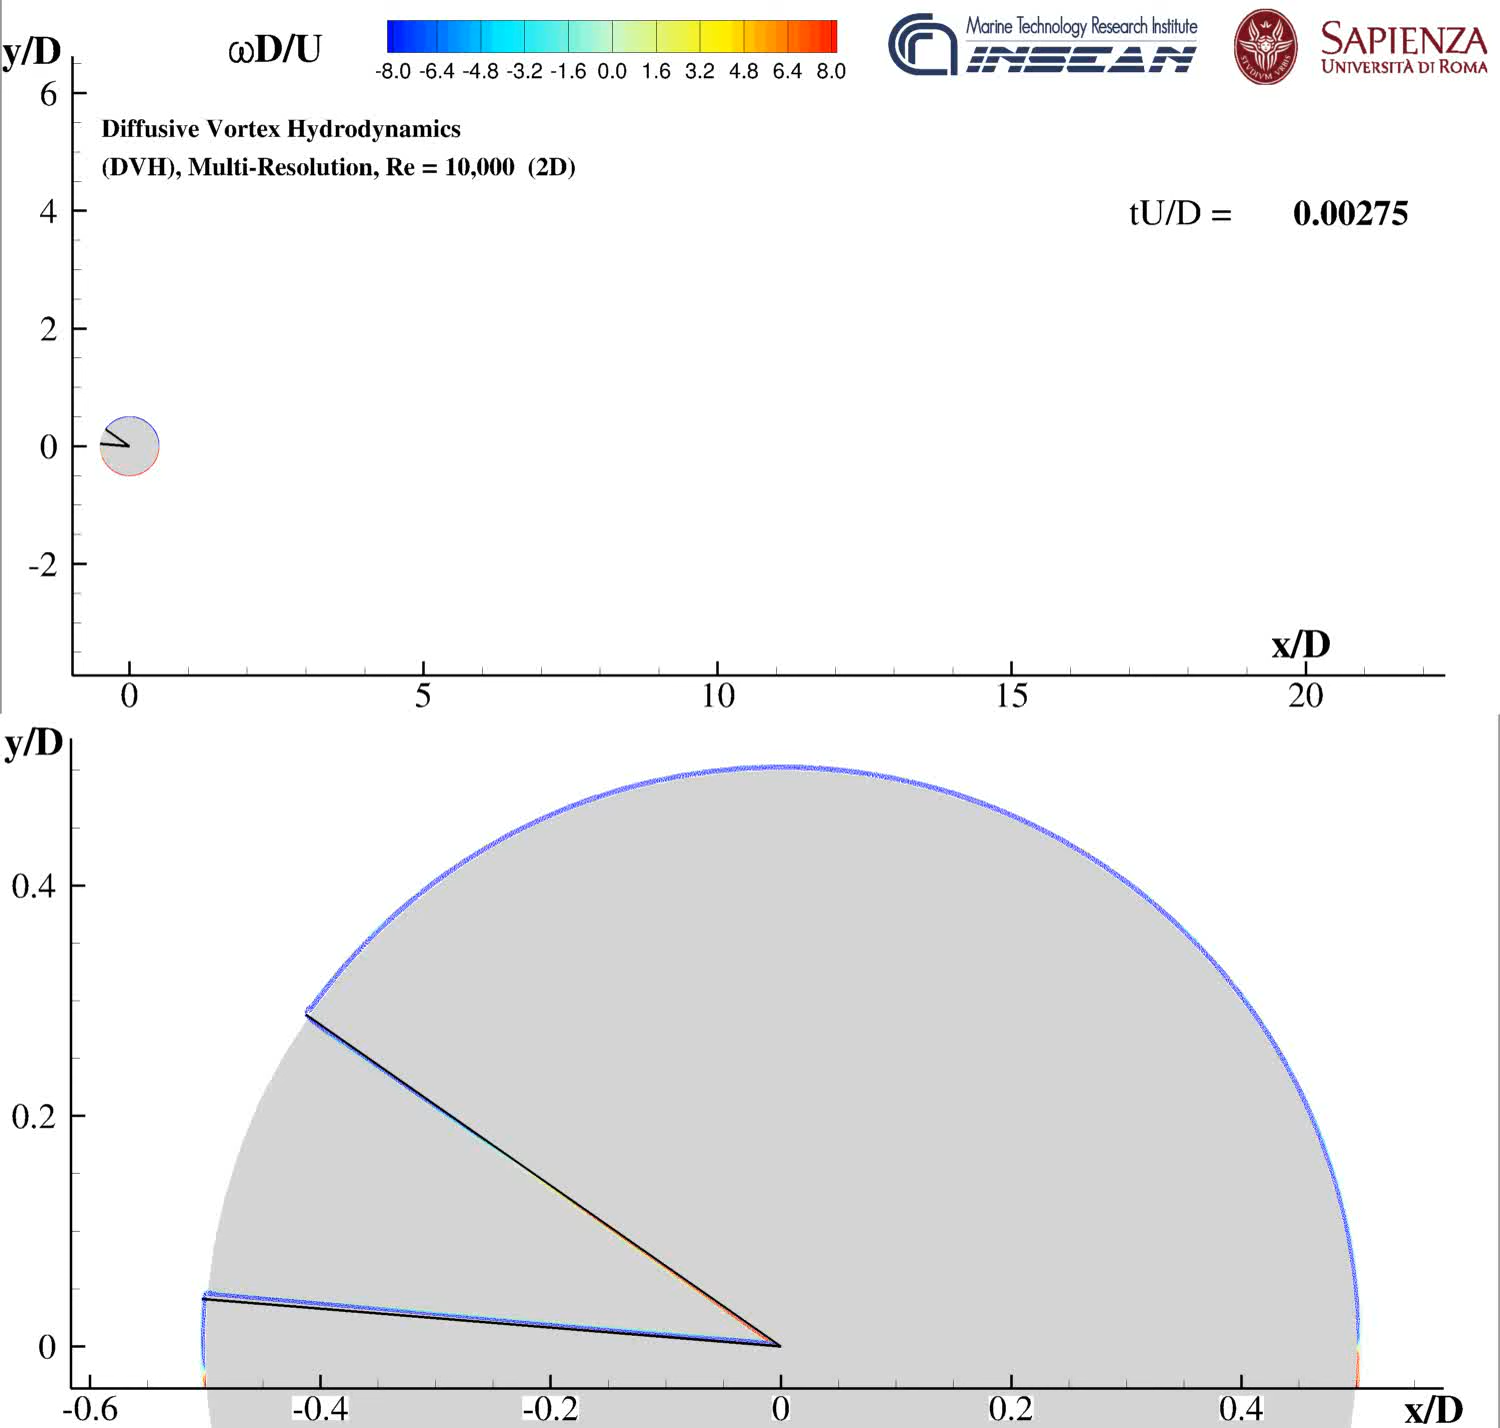 y/D
ωD/U
-8.0 -6.4 -4.8 -3.2 -1.6 0.0 1.6 3.2 4.8 6.4 8.0
Marine Technology Research Institute
INSEAN
SAPIENZA
UNIVERSITÀ DI ROMA
STVDIVM VRBIS
6
Diffusive Vortex Hydrodynamics
(DVH), Multi-Resolution, Re = 10,000 (2D)
4
tU/D = 0.00275
2
0
-2
x/D
0 5 10 15 20
y/D
0.4
0.2
0
-0.6 -0.4 -0.2 0 0.2 0.4 x/D